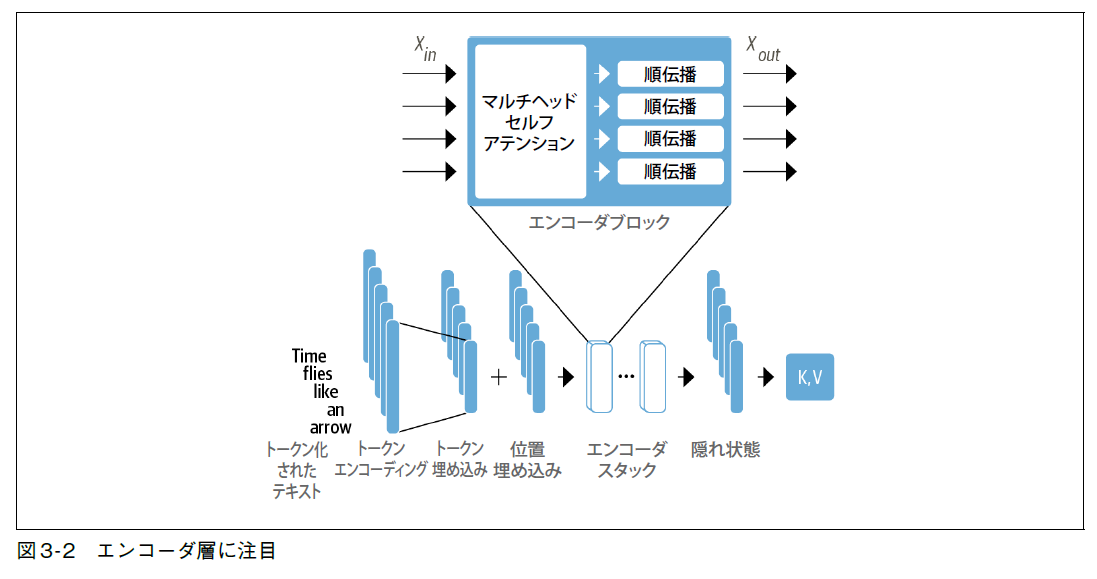 Xin
Xout
マルチヘッド
セルフ
アテンション
順伝播
順伝播
順伝播
順伝播
エンコーダブロック
Time
flies
like
an
arrow
+
...
K,V
トークン化
された
テキスト
トークン
エンコーディング
トークン
埋め込み
位置
埋め込み
エンコーダ
スタック
隠れ状態
図3-2 エンコーダ層に注目